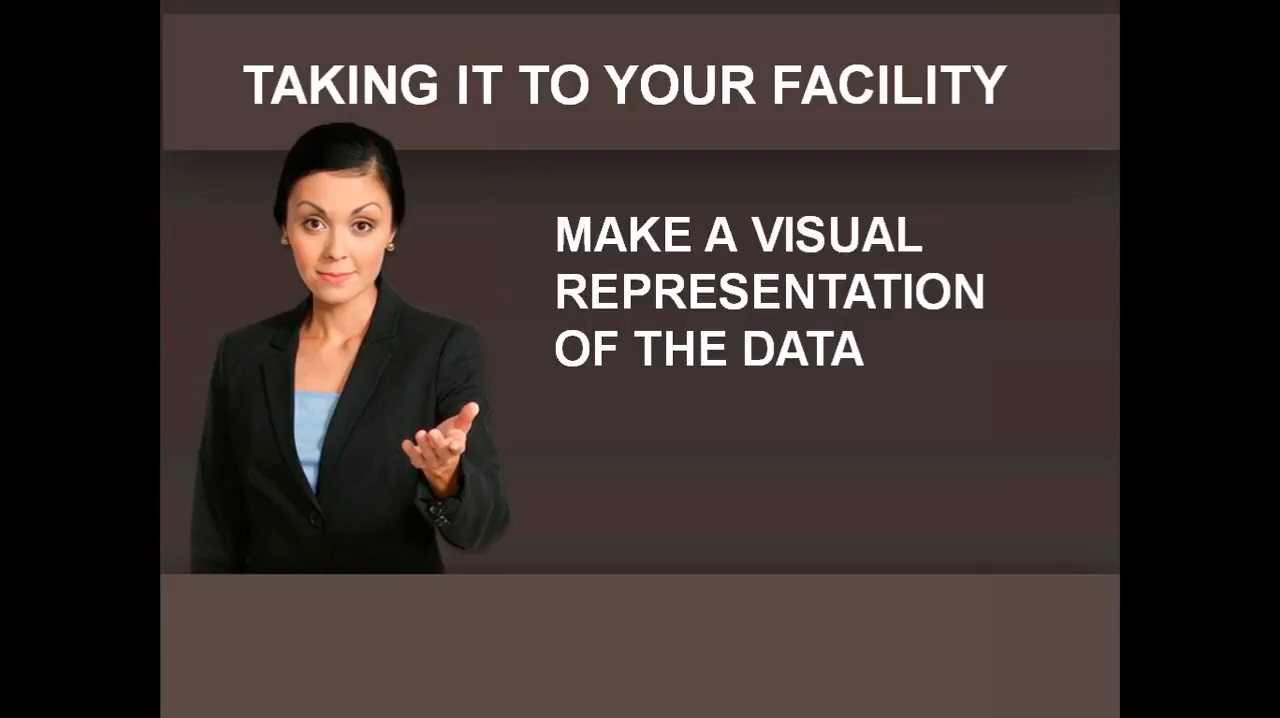 TAKING IT TO YOUR FACILITY
MAKE A VISUAL
REPRESENTATION
OF THE DATA